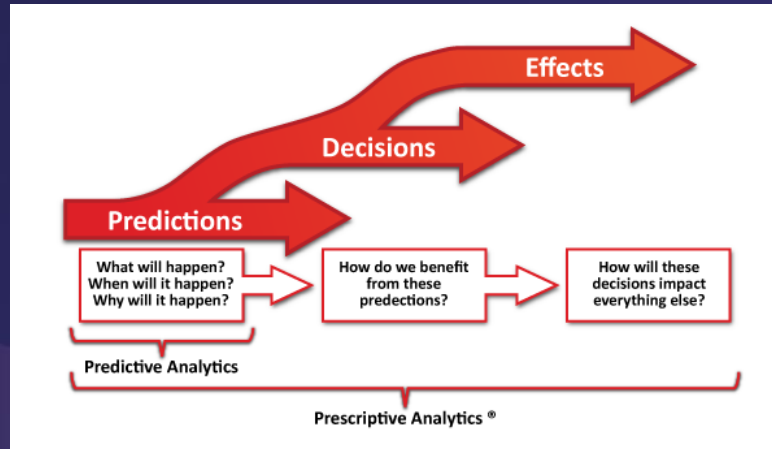 Effects
Decisions
Predictions
What will happen?
When will it happen?
Why will it happen?
How do we benefit
from these
predections?
How will these
decisions impact
everything else?
Predictive Analytics
Prescriptive Analytics ®